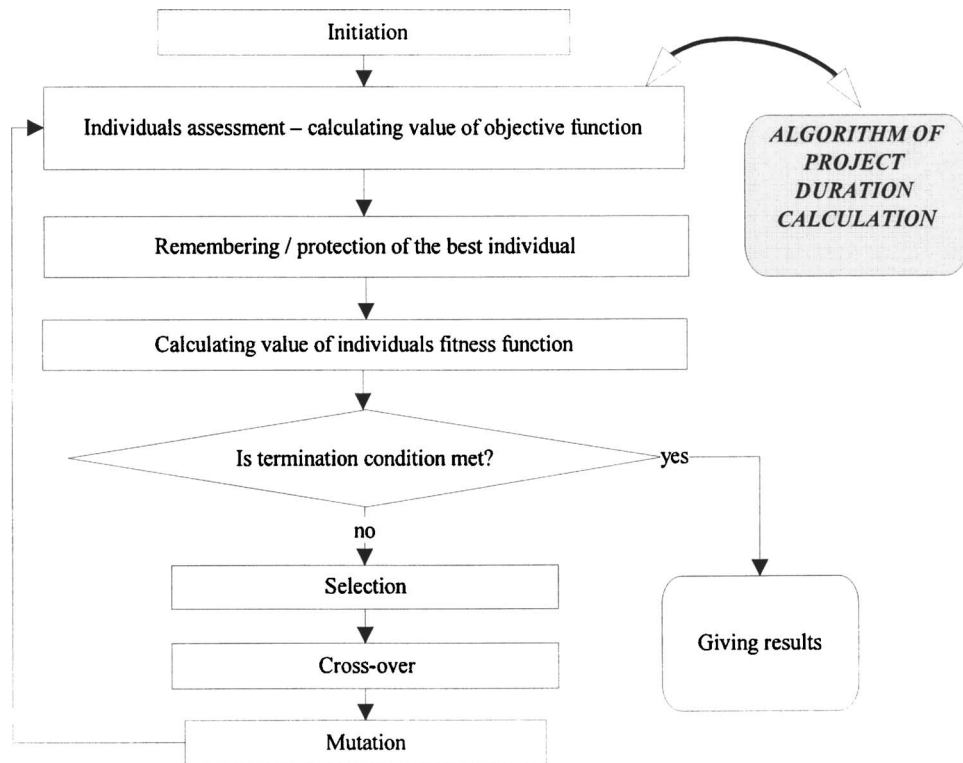 Initiation
Individuals assessment – calculating value of objective function
ALGORITHM OF
PROJECT
DURATION
CALCULATION
Remembering / protection of the best individual
Calculating value of individuals fitness function
Is termination condition met?
yes
no
Selection
Giving results
Cross-over
Mutation